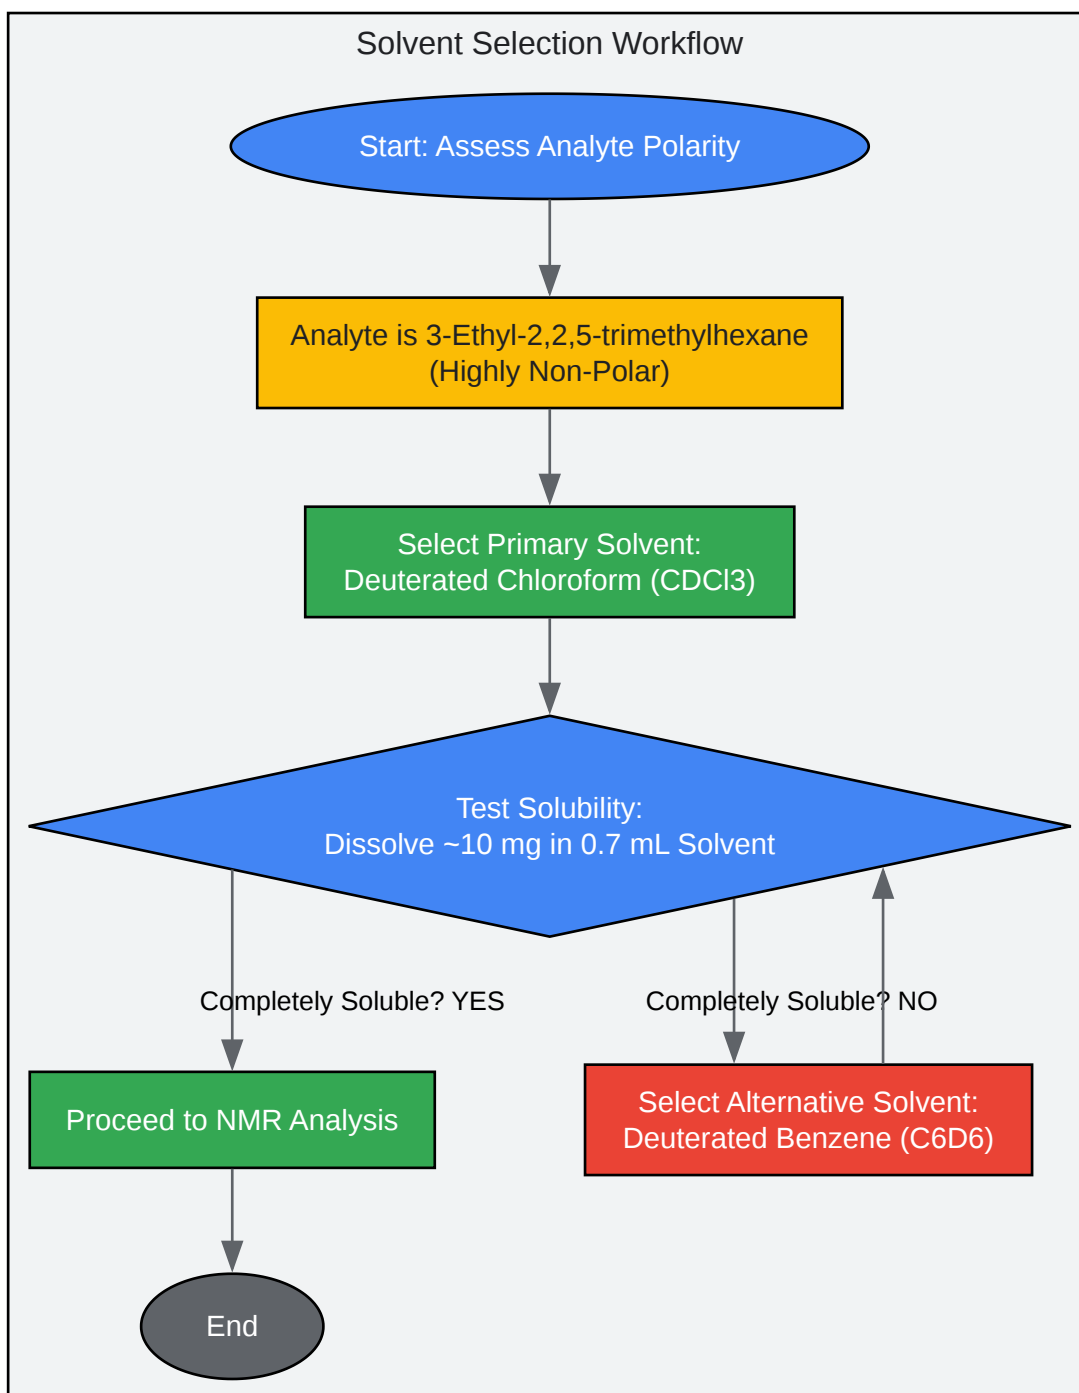 Solvent Selection Workflow
Start: Assess Analyte Polarity
Analyte is 3-Ethyl-2,2,5-trimethylhexane
(Highly Non-Polar)
Select Primary Solvent:
Deuterated Chloroform (CDCl3)
Test Solubility:
Dissolve ~10 mg in 0.7 mL Solvent
Completely Soluble? YES
Completely Soluble? NO
Proceed to NMR Analysis
Select Alternative Solvent:
Deuterated Benzene (C6D6)
End